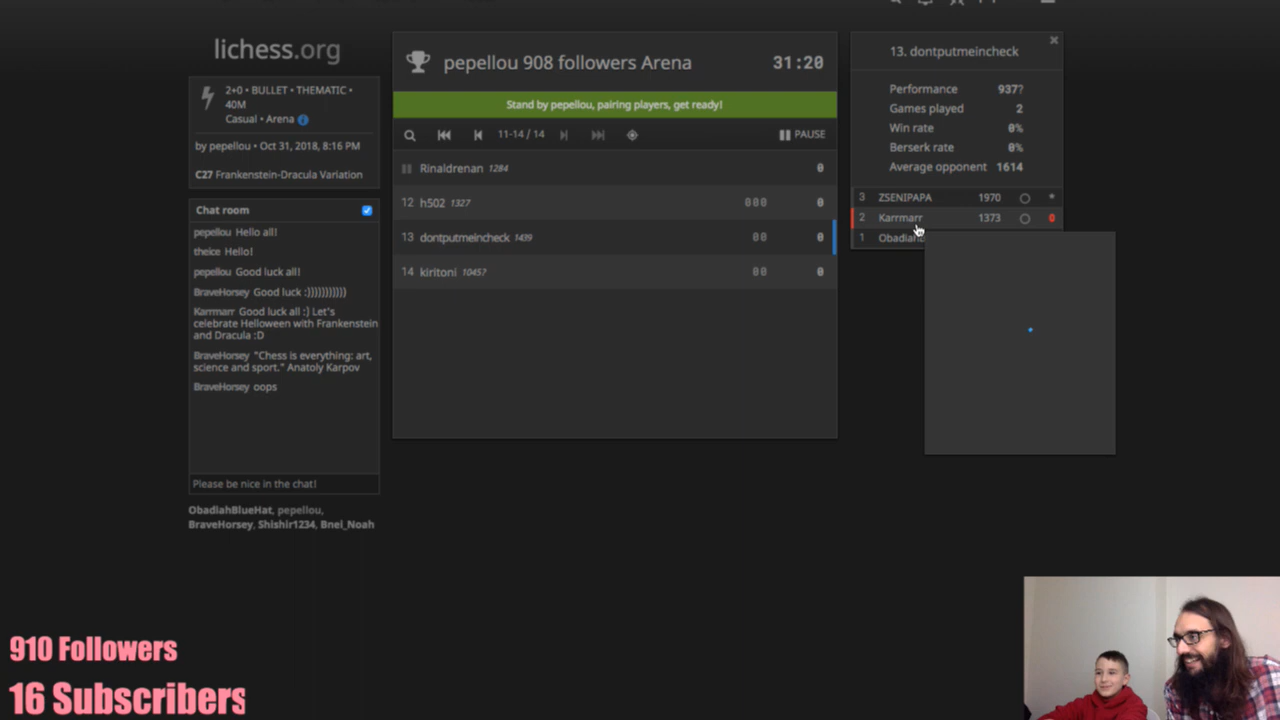 lichess.org
2+0 • BULLET • THEMATIC •
40M
Casual • Arena
by pepellou • Oct 31, 2018, 8:16 PM
C27 Frankenstein-Dracula Variation
Chat room
pepellou Hello all!
theice Hello!
pepellou Good luck all!
BraveHorsey Good luck :)))))))))))
Karrmarr Good luck all :) Let's
celebrate Helloween with Frankenstein
and Dracula :D
BraveHorsey "Chess is everything: art,
science and sport." Anatoly Karpov
BraveHorsey oops
Please be nice in the chat!
ObadiahBlueHat, pepellou,
BraveHorsey, Shishir1234, Bnei_Noah
pepellou 908 followers Arena 31:20
Stand by pepellou, pairing players, get ready!
11-14 / 14 PAUSE
Rinaldrenan 1284 0
12 h502 1327 000 0
13 dontputmeincheck 1439 00 0
14 kiritoni 1045? 00 0
13. dontputmeincheck
Performance 937?
Games played 2
Win rate 0%
Berserk rate 0%
Average opponent 1614
3 ZSENIPAPA 1970 *
2 Karrmarr 1373 0
1
910 Followers
16 Subscribers